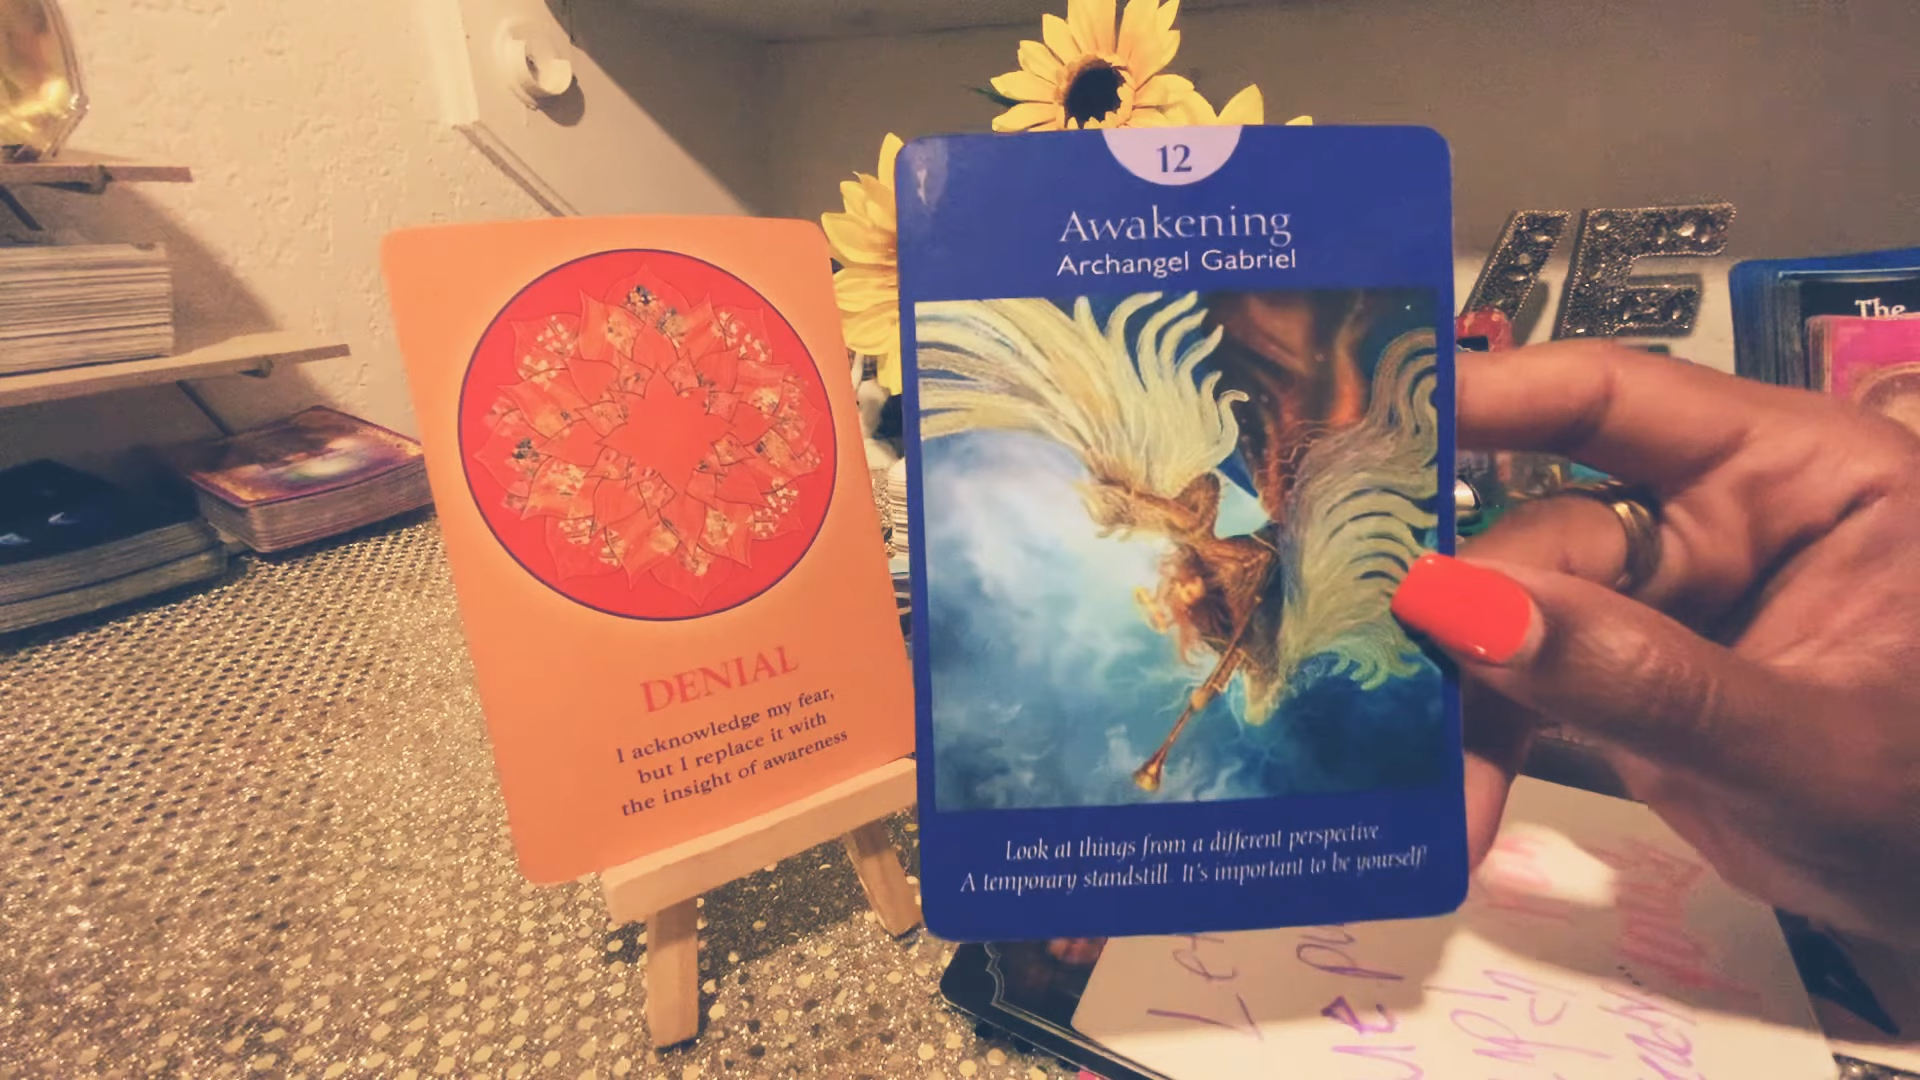 DENIAL
I acknowledge my fear,
but I replace it with
the insight of awareness
12
Awakening
Archangel Gabriel
Look at things from a different perspective
A temporary standstill. It's important to be yourself!
VE
The